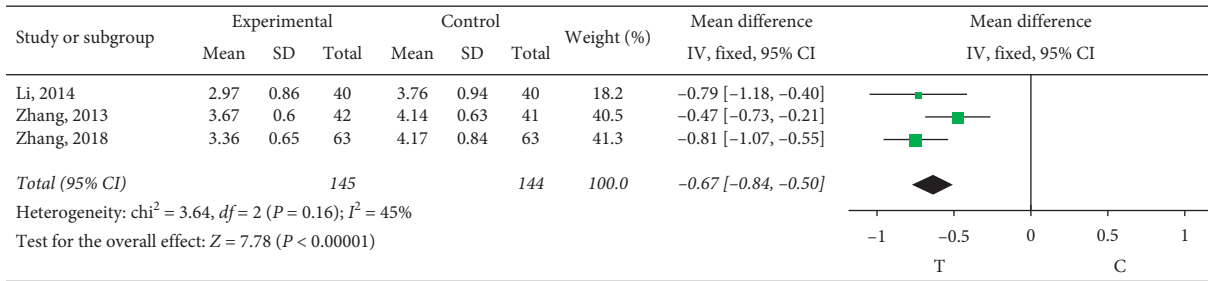 Study or subgroup Experimental Control Weight (%) Mean difference Mean difference
Mean SD Total Mean SD Total IV, fixed, 95% CI IV, fixed, 95% CI
Li, 2014 2.97 0.86 40 3.76 0.94 40 18.2 −0.79 [−1.18, −0.40]
Zhang, 2013 3.67 0.6 42 4.14 0.63 41 40.5 −0.47 [−0.73, −0.21]
Zhang, 2018 3.36 0.65 63 4.17 0.84 63 41.3 −0.81 [−1.07, −0.55]
Total (95% CI) 145 144 100.0 −0.67 [−0.84, −0.50]
Heterogeneity: chi² = 3.64, df = 2 (P = 0.16); I² = 45%
Test for the overall effect: Z = 7.78 (P < 0.00001)
−1 −0.5 0 0.5 1
T C